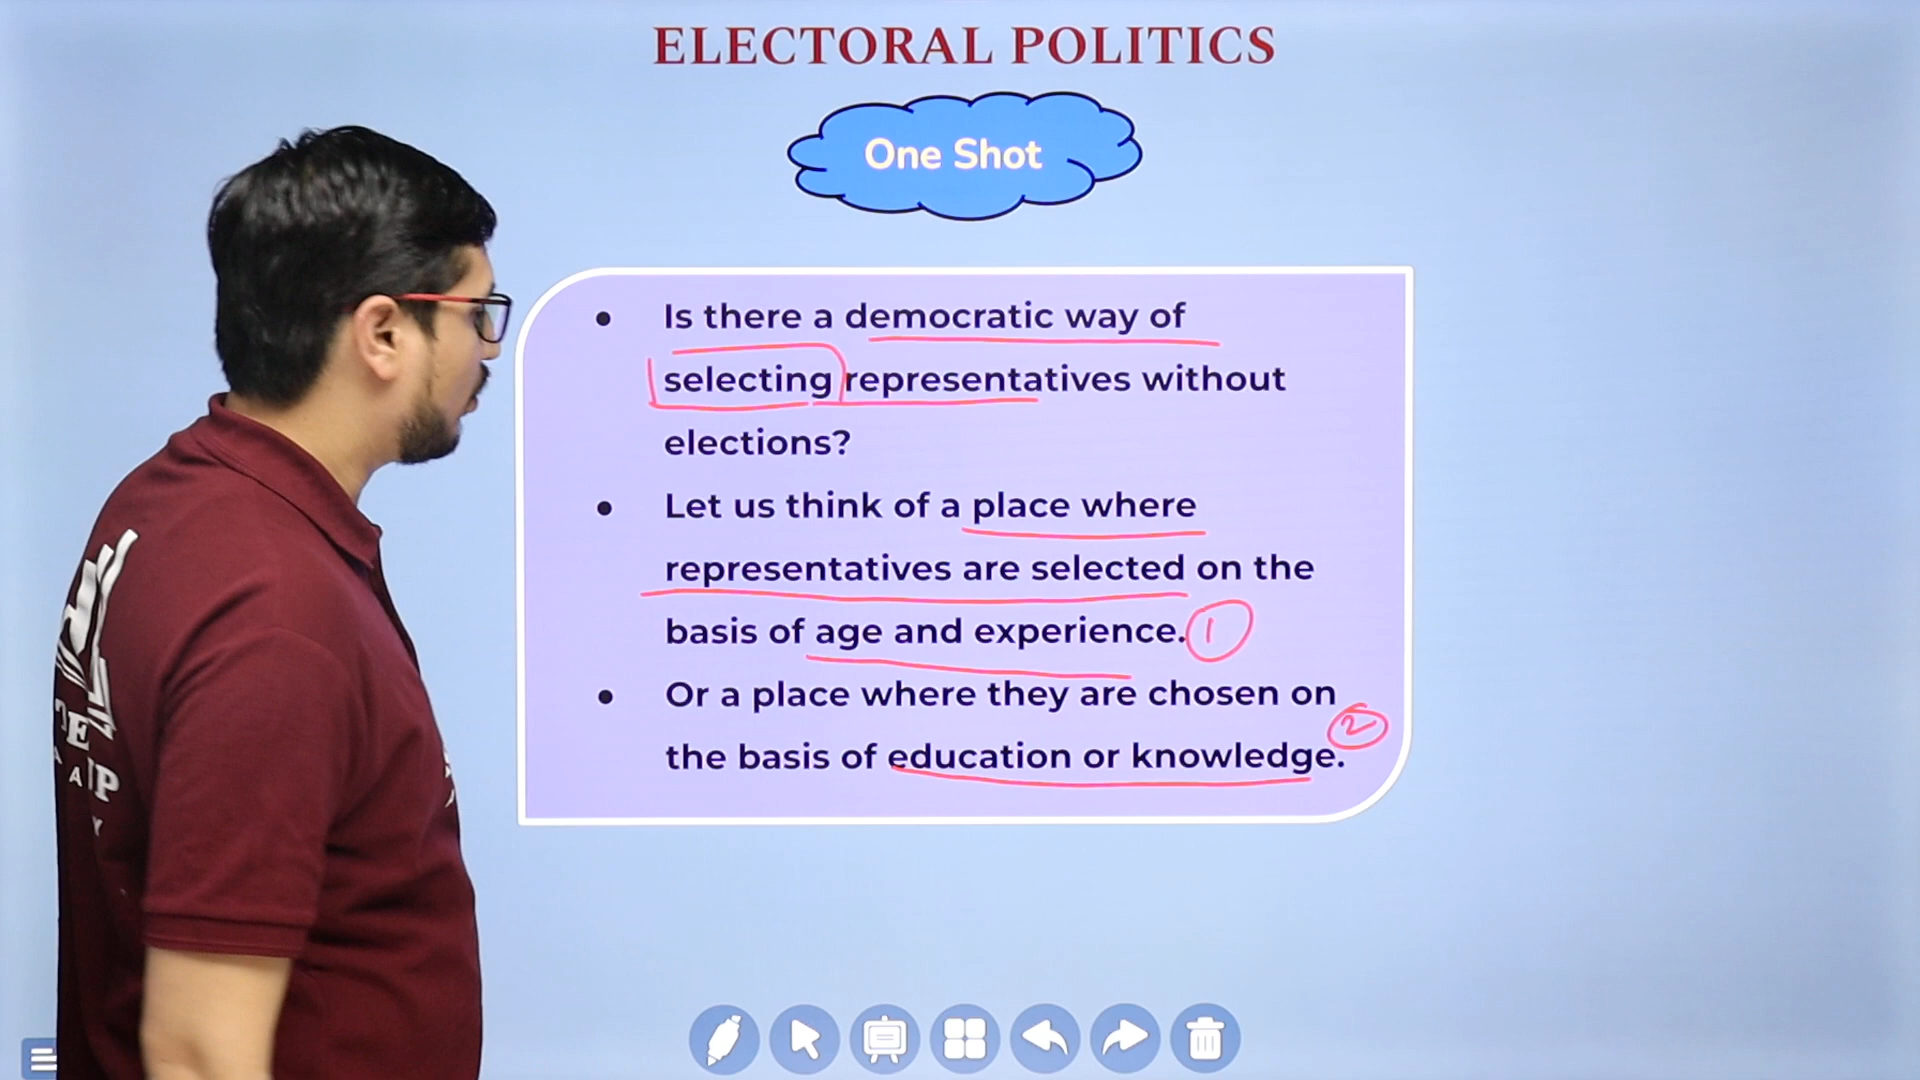 ELECTORAL POLITICS
One Shot
Is there a democratic way of
selecting representatives without
elections?
Let us think of a place where
representatives are selected on the
basis of age and experience. 1
Or a place where they are chosen on
2
the basis of education or knowledge.